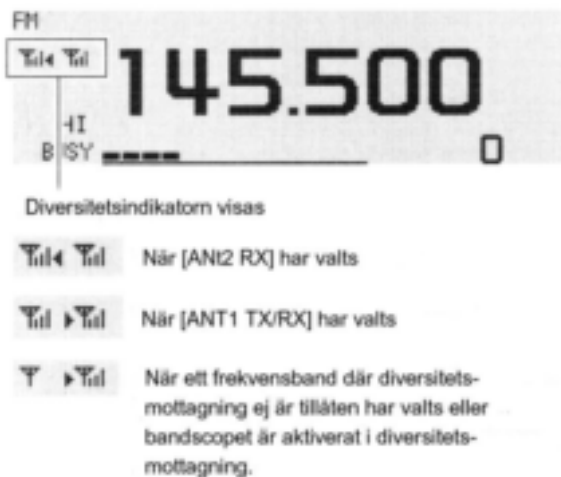 FM
145.500
HI
BUSY
0
Diversitetsindikatorn visas
När [ANt2 RX] har valts
När [ANT1 TX/RX] har valts
När ett frekvensband där diversitets-
mottagning ej är tillåten har valts eller
bandscopet är aktiverat i diversitets-
mottagning.